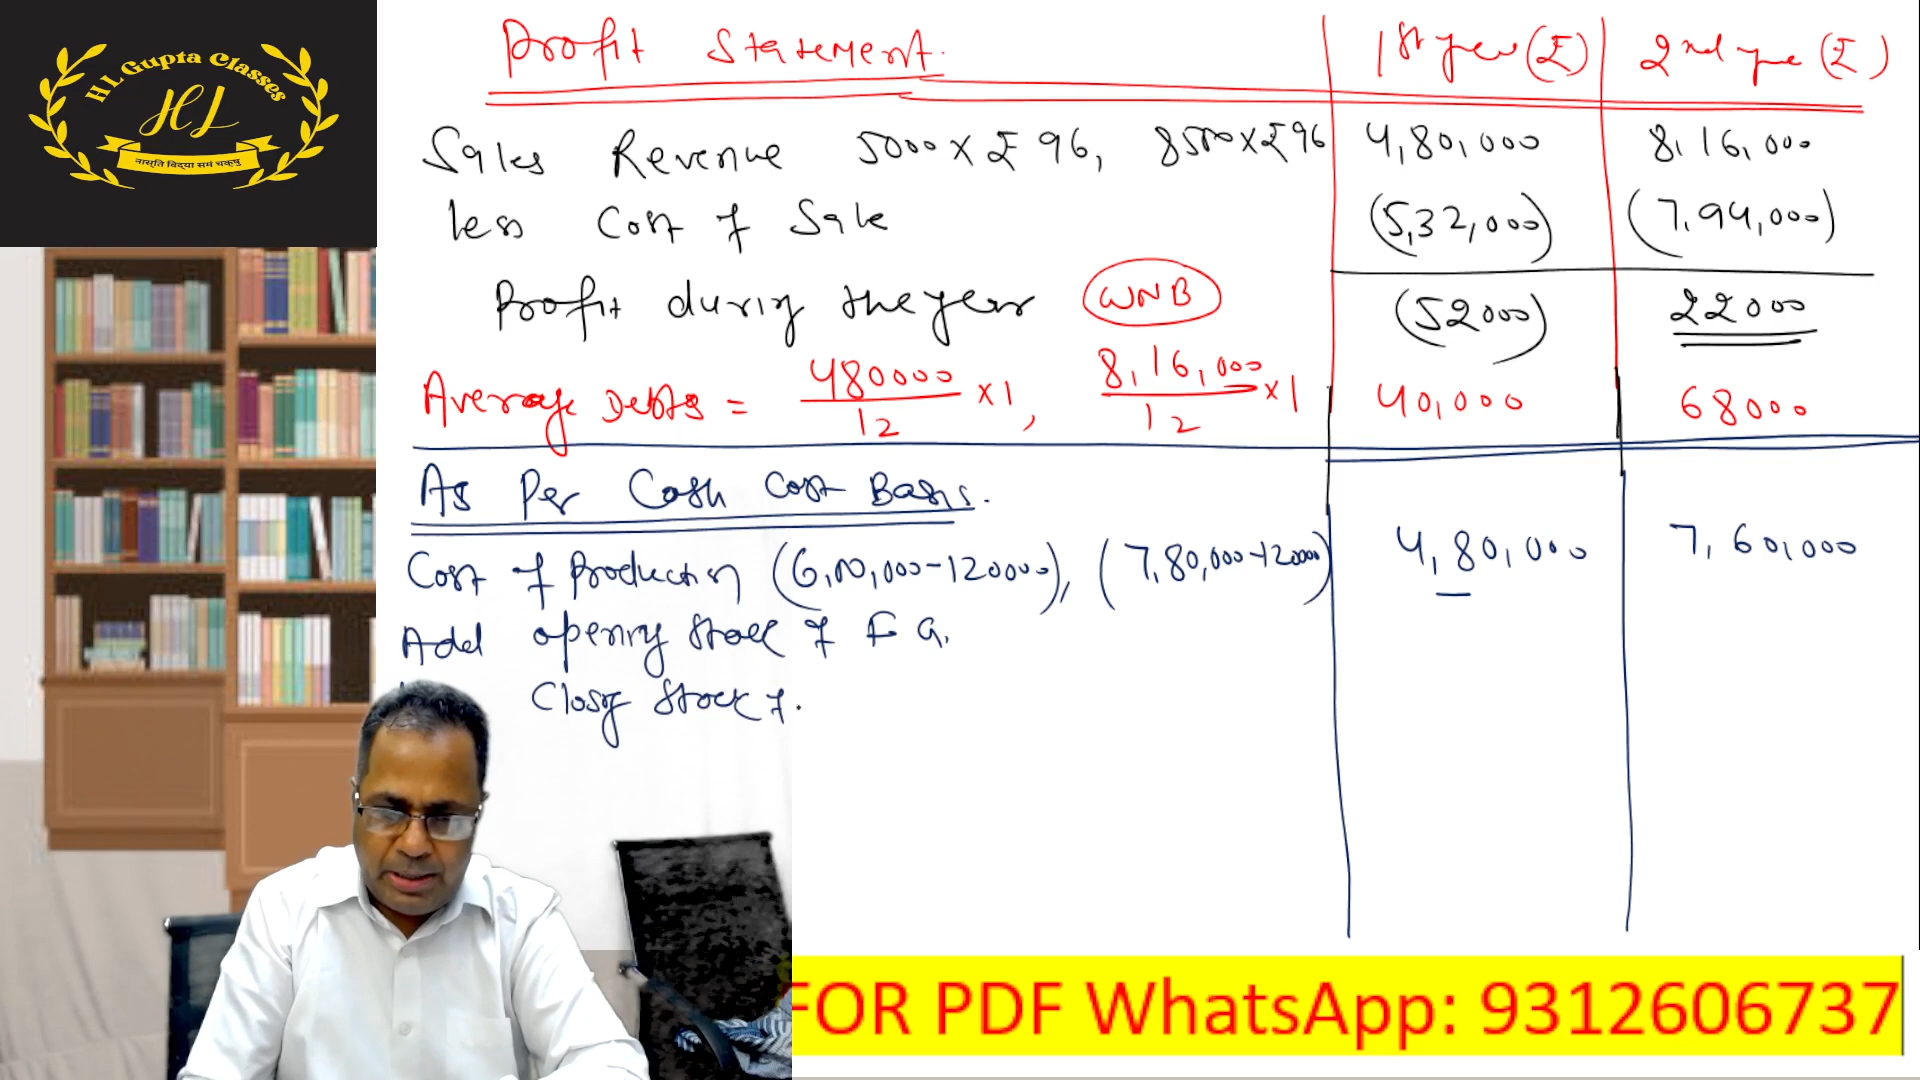 HL Gupta Classes
HL
नास्ति विद्या समं चक्षु
Profit Statement. 1st year (₹) 2nd year (₹)
Sales Revenue 5000 × ₹ 96, 8500 × ₹ 96 4,80,000 8,16,000
less Cost of Sale (5,32,000) (7,94,000)
Profit during the year WNB (52000) 22000
Average Debts = 480000/12 × 1, 8,16,000/12 × 1 40,000 68000
As Per Cash Cost Basis.
Cost of Production (6,00,000-120000), (7,80,000-120000) 4,80,000 7,60,000
Add opening Stock of F G.
Closing Stock of.
FOR PDF WhatsApp: 9312606737